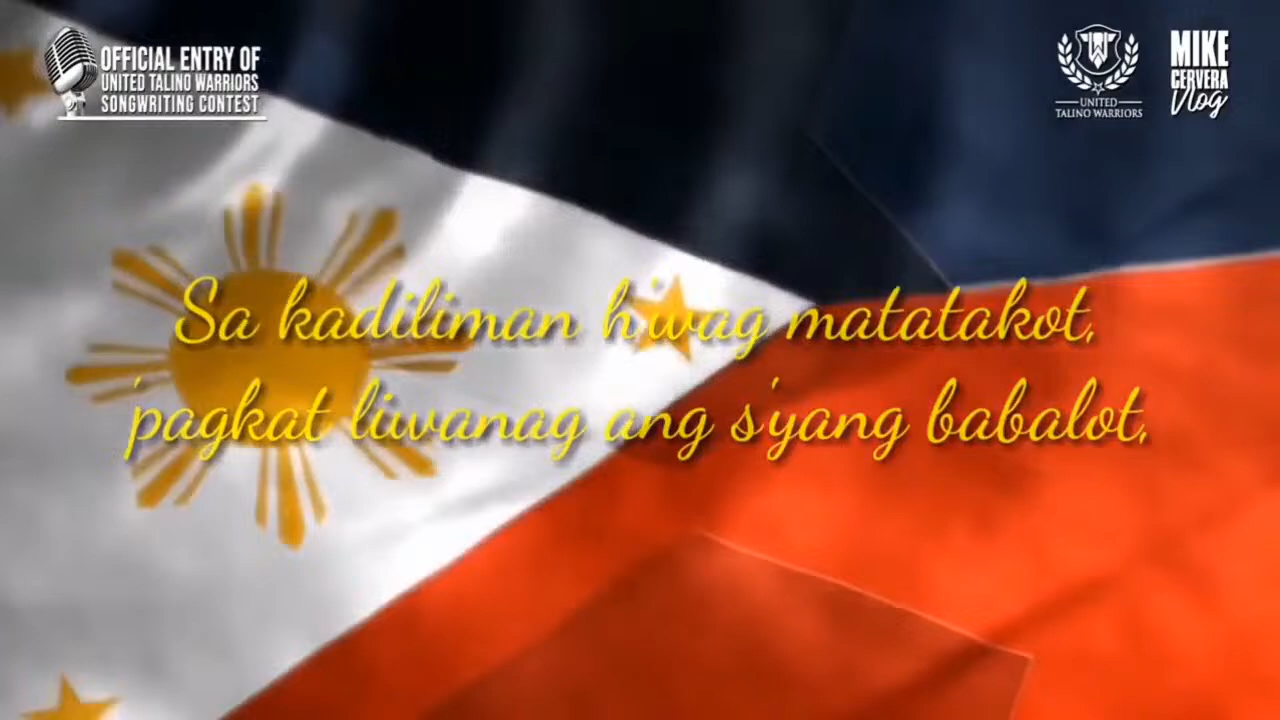 OFFICIAL ENTRY OF
UNITED TALINO WARRIORS
SONGWRITING CONTEST
UNITED
TALINO WARRIORS
MIKE
CERVERA
Vlog
Sa kadiliman h'wag matatakot,
'pagkat liwanag ang s'yang babalot,